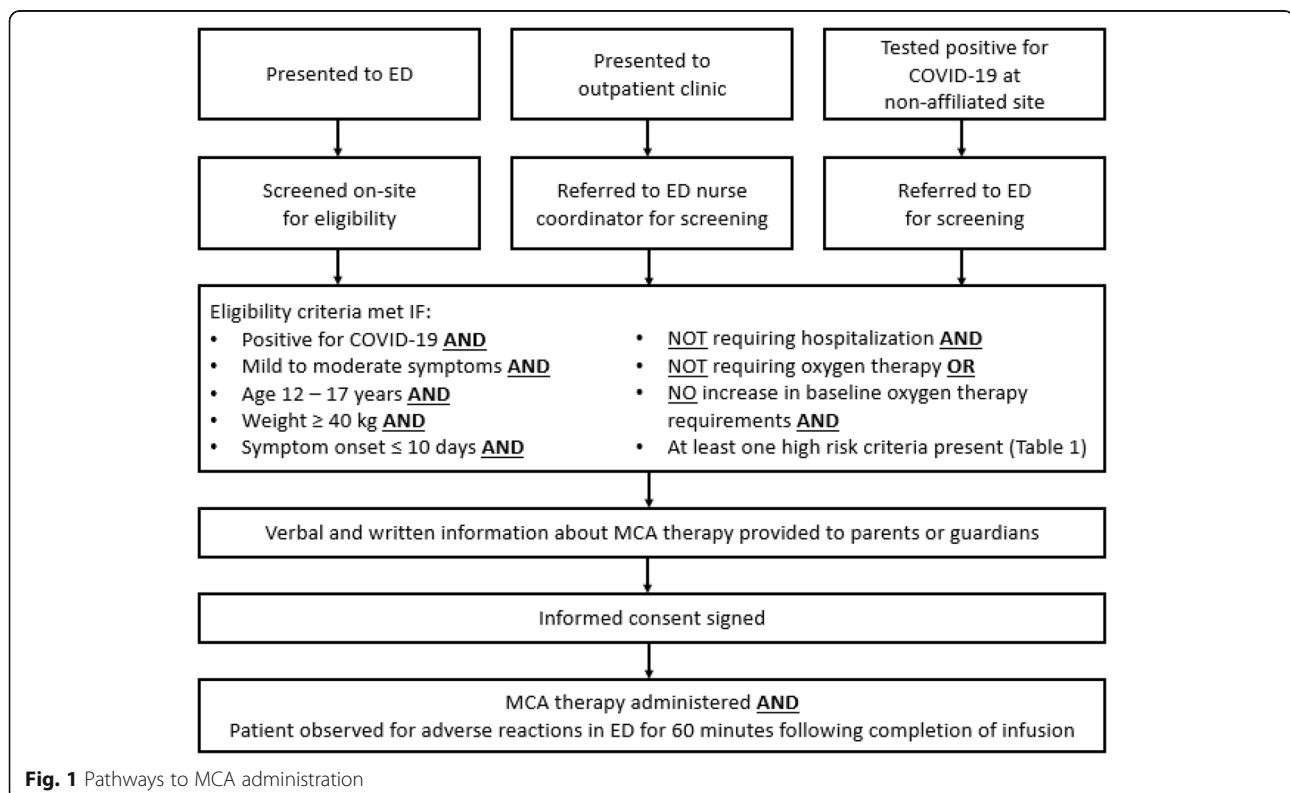 Presented to ED
Presented to
outpatient clinic
Tested positive for
COVID-19 at
non-affiliated site
Screened on-site
for eligibility
Referred to ED nurse
coordinator for screening
Referred to ED
for screening
Eligibility criteria met IF:
• Positive for COVID-19 AND
• Mild to moderate symptoms AND
• Age 12 – 17 years AND
• Weight ≥ 40 kg AND
• Symptom onset ≤ 10 days AND
• NOT requiring hospitalization AND
• NOT requiring oxygen therapy OR
• NO increase in baseline oxygen therapy
requirements AND
• At least one high risk criteria present (Table 1)
Verbal and written information about MCA therapy provided to parents or guardians
Informed consent signed
MCA therapy administered AND
Patient observed for adverse reactions in ED for 60 minutes following completion of infusion
Fig. 1 Pathways to MCA administration